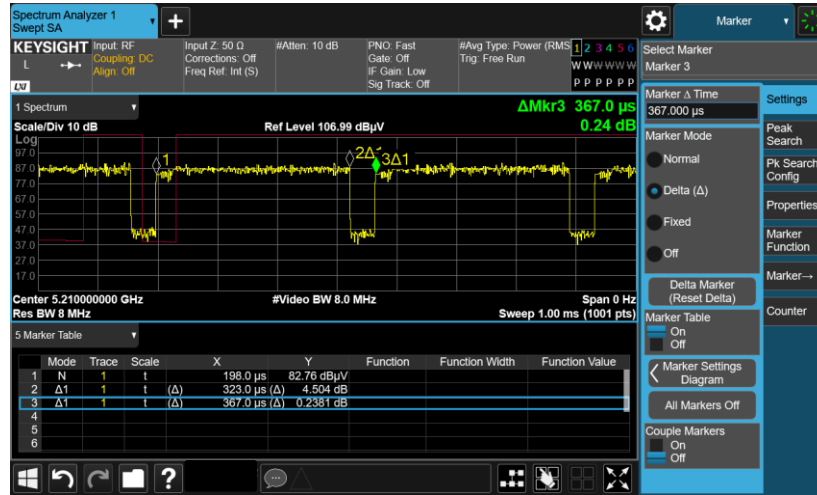 Spectrum Analyzer 1
Swept SA
Marker
KEYSIGHT
L
LXI
Input: RF
Coupling: DC
Align: Off
Input Z: 50 Ω
Corrections: Off
Freq Ref: Int (S)
#Atten: 10 dB
PNO: Fast
Gate: Off
IF Gain: Low
Sig Track: Off
#Avg Type: Power (RMS
Trig: Free Run
1 2 3 4 5 6
W W W W W W
P P P P P P
Select Marker
Marker 3
1 Spectrum
ΔMkr3 367.0 µs
Scale/Div 10 dB
Ref Level 106.99 dBµV
0.24 dB
Log
97.0
87.0
77.0
67.0
57.0
47.0
37.0
27.0
17.0
1
2Δ1
3Δ1
Center 5.210000000 GHz
#Video BW 8.0 MHz
Span 0 Hz
Res BW 8 MHz
Sweep 1.00 ms (1001 pts)
5 Marker Table
Mode Trace Scale X Y Function Function Width Function Value
1 N 1 t 198.0 µs 82.76 dBµV
2 Δ1 1 t (Δ) 323.0 µs (Δ) 4.504 dB
3 Δ1 1 t (Δ) 367.0 µs (Δ) 0.2381 dB
4
5
6
Marker Δ Time
367.000 µs
Marker Mode
Normal
Delta (Δ)
Fixed
Off
Delta Marker
(Reset Delta)
Marker Table
On
Off
Marker Settings
Diagram
All Markers Off
Couple Markers
On
Off
Settings
Peak
Search
Pk Search
Config
Properties
Marker
Function
Marker→
Counter
?